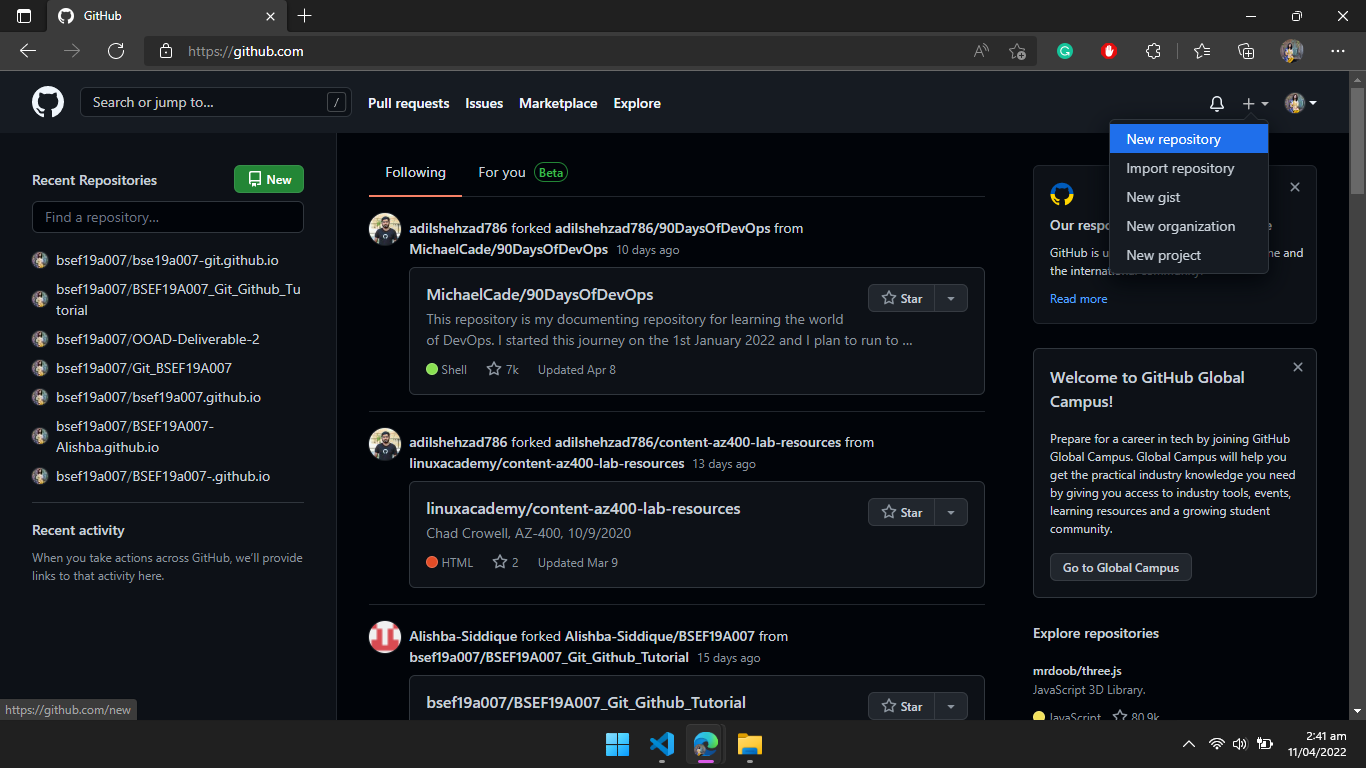 GitHub
https://github.com
Search or jump to...
/
Pull requests
Issues
Marketplace
Explore
New repository
Import repository
New gist
New organization
New project
Recent Repositories
New
Find a repository...
bsef19a007/bse19a007-git.github.io
bsef19a007/BSEF19A007_Git_Github_Tu
torial
bsef19a007/OOAD-Deliverable-2
bsef19a007/Git_BSEF19A007
bsef19a007/bsef19a007.github.io
bsef19a007/BSEF19A007-
Alishba.github.io
bsef19a007/BSEF19a007-.github.io
Recent activity
When you take actions across GitHub, we'll provide
links to that activity here.
Following
For you
Beta
adilshehzad786 forked adilshehzad786/90DaysOfDevOps from
MichaelCade/90DaysOfDevOps 10 days ago
MichaelCade/90DaysOfDevOps
Star
This repository is my documenting repository for learning the world
of DevOps. I started this journey on the 1st January 2022 and I plan to run to ...
Shell
7k
Updated Apr 8
adilshehzad786 forked adilshehzad786/content-az400-lab-resources from
linuxacademy/content-az400-lab-resources 13 days ago
linuxacademy/content-az400-lab-resources
Star
Chad Crowell, AZ-400, 10/9/2020
HTML
2
Updated Mar 9
Alishba-Siddique forked Alishba-Siddique/BSEF19A007 from
bsef19a007/BSEF19A007_Git_Github_Tutorial 15 days ago
bsef19a007/BSEF19A007_Git_Github_Tutorial
Star
Our resp
e
GitHub is u
ne and
the internat
Read more
Welcome to GitHub Global
Campus!
Prepare for a career in tech by joining GitHub
Global Campus. Global Campus will help you
get the practical industry knowledge you need
by giving you access to industry tools, events,
learning resources and a growing student
community.
Go to Global Campus
Explore repositories
mrdoob/three.js
JavaScript 3D Library.
JavaScript
80.9k
https://github.com/new
2:41 am
11/04/2022